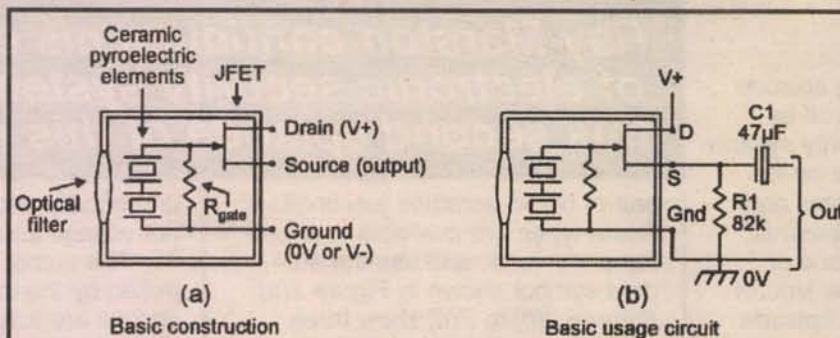 Ceramic
pyroelectric
elements
JFET
Drain (V+)
Source (output)
Optical
filter
rgate
Ground
(0V or V-)
(a)
Basic construction
V+
D
C1
47µF
S
Gnd
R1
82k
Out
0V
(b)
Basic usage circuit